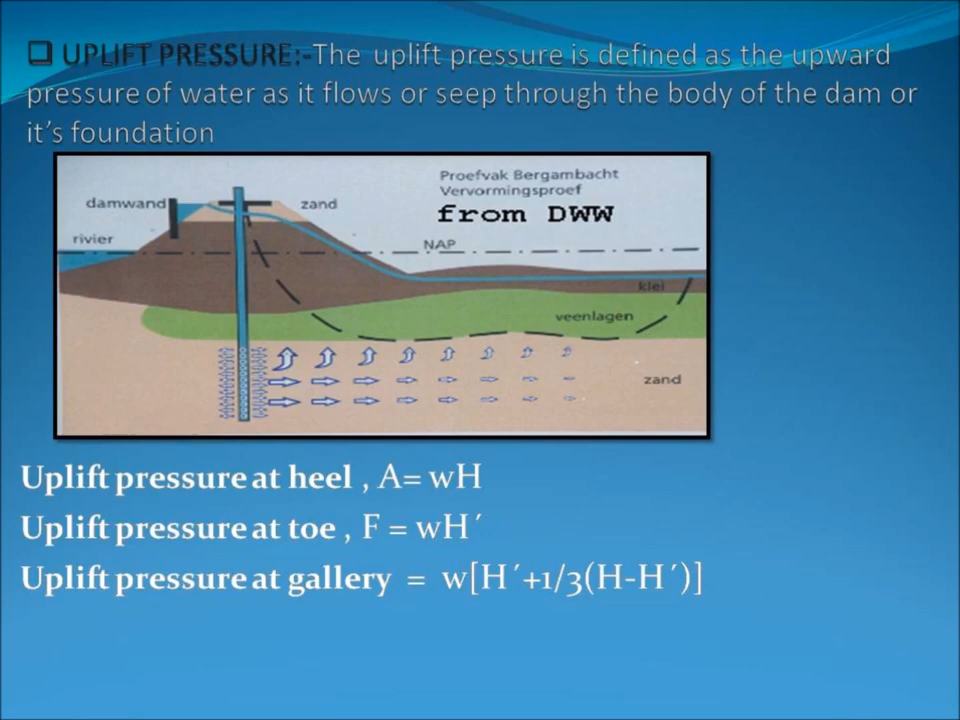 ❑ UPLIFT PRESSURE:-The uplift pressure is defined as the upward
pressure of water as it flows or seep through the body of the dam or
it’s foundation
Proefvak Bergambacht
Vervormingsproef
from DWW
damwand
zand
rivier
NAP
klei
veenlagen
zand
Uplift pressure at heel , A= wH
Uplift pressure at toe , F = wH´
Uplift pressure at gallery = w[H´+1/3(H-H´)]